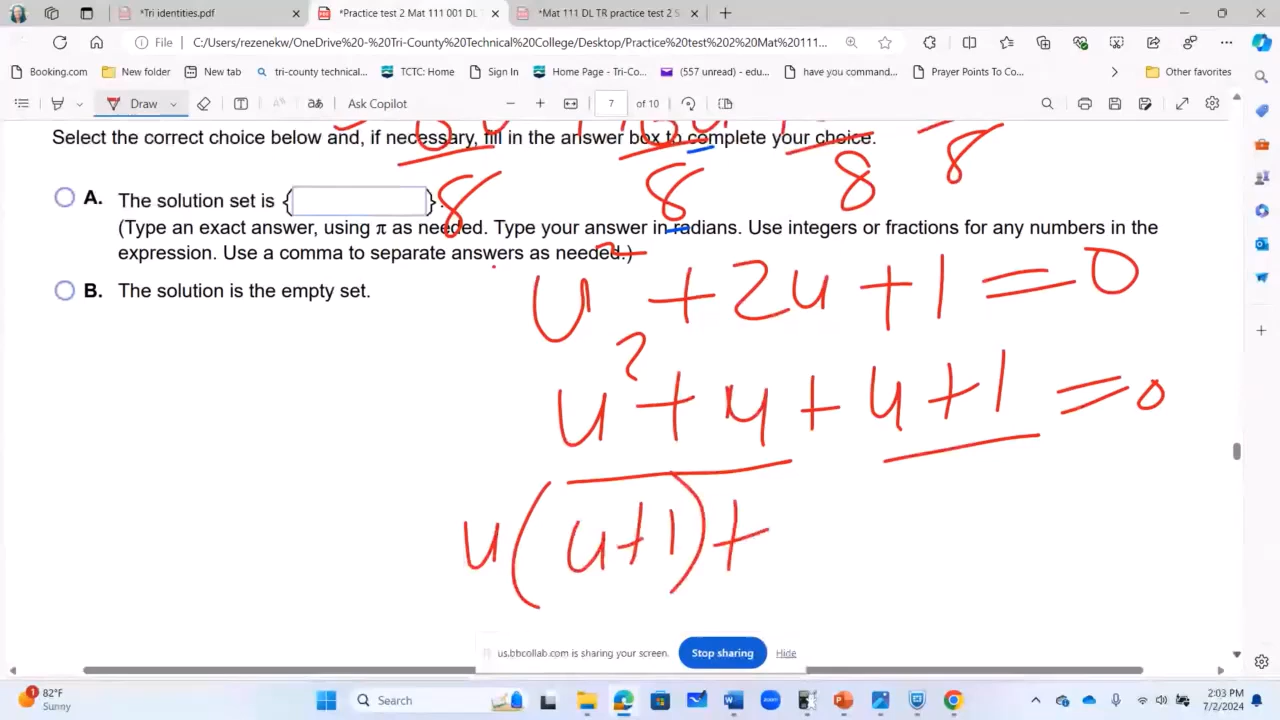 *Tri identities.pdf
*Practice test 2 Mat 111 001 DL T
*Mat 111 DL TR practice test 2 S
File C:/Users/rezenekw/OneDrive%20-%20Tri-County%20Technical%20College/Desktop/Practice%20test%202%20Mat%20111...
Booking.com New folder New tab tri-county technical... TCTC: Home Sign In Home Page - Tri-Co... (557 unread) - edu... have you command... Prayer Points To Co... Other favorites
Draw Ask Copilot 7 of 10
Select the correct choice below and, if necessary, fill in the answer box to complete your choice.
8 8 8 8
A. The solution set is { }.
(Type an exact answer, using π as needed. Type your answer in radians. Use integers or fractions for any numbers in the
expression. Use a comma to separate answers as needed.)
B. The solution is the empty set.
u² + 2u + 1 = 0
u² + u + u + 1 = 0
u(u+1) +
us.bbcollab.com is sharing your screen. Stop sharing Hide
82°F
Sunny
Search
2:03 PM
7/2/2024